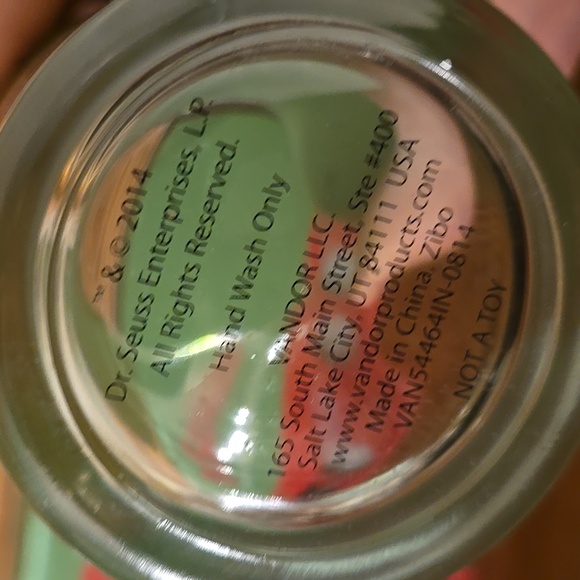 ™ & © 2014
Dr. Seuss Enterprises, L.P.
All Rights Reserved.
Hand Wash Only
VANDOR LLC.
165 South Main Street, Ste #400
Salt Lake City, UT 84111 USA
www.vandorproducts.com
Made in China, Zibo
VAN54464IN-0814
NOT A TOY